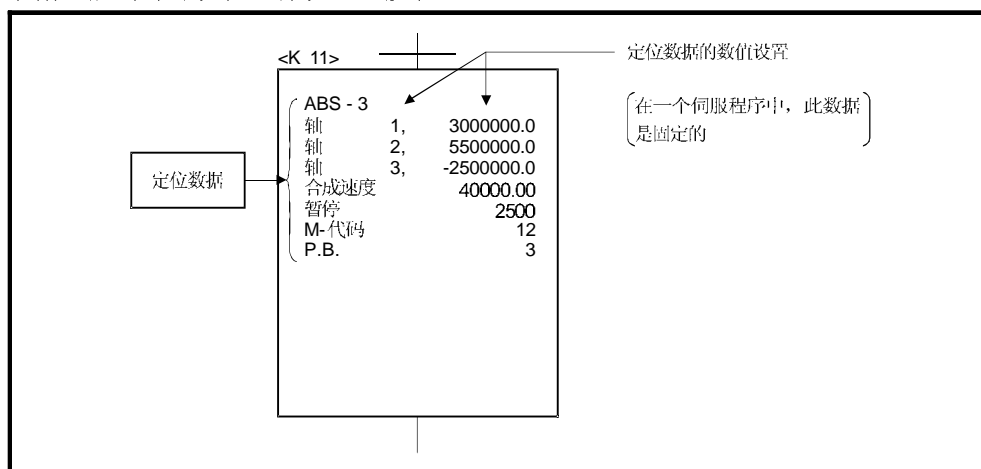 <K 11>
定位数据的数值设置
ABS - 3
轴 1, 3000000.0
轴 2, 5500000.0
轴 3, -2500000.0
合成速度 40000.00
暂停 2500
M-代码 12
P.B. 3
在一个伺服程序中，此数据
是固定的
定位数据